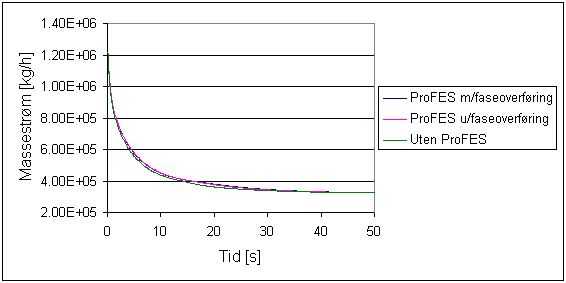 1.40E+06
1.20E+06
1.00E+06
8.00E+05
6.00E+05
4.00E+05
2.00E+05
Massestrøm [kg/h]
0 10 20 30 40 50
Tid [s]
ProFES m/faseoverføring
ProFES u/faseoverføring
Uten ProFES